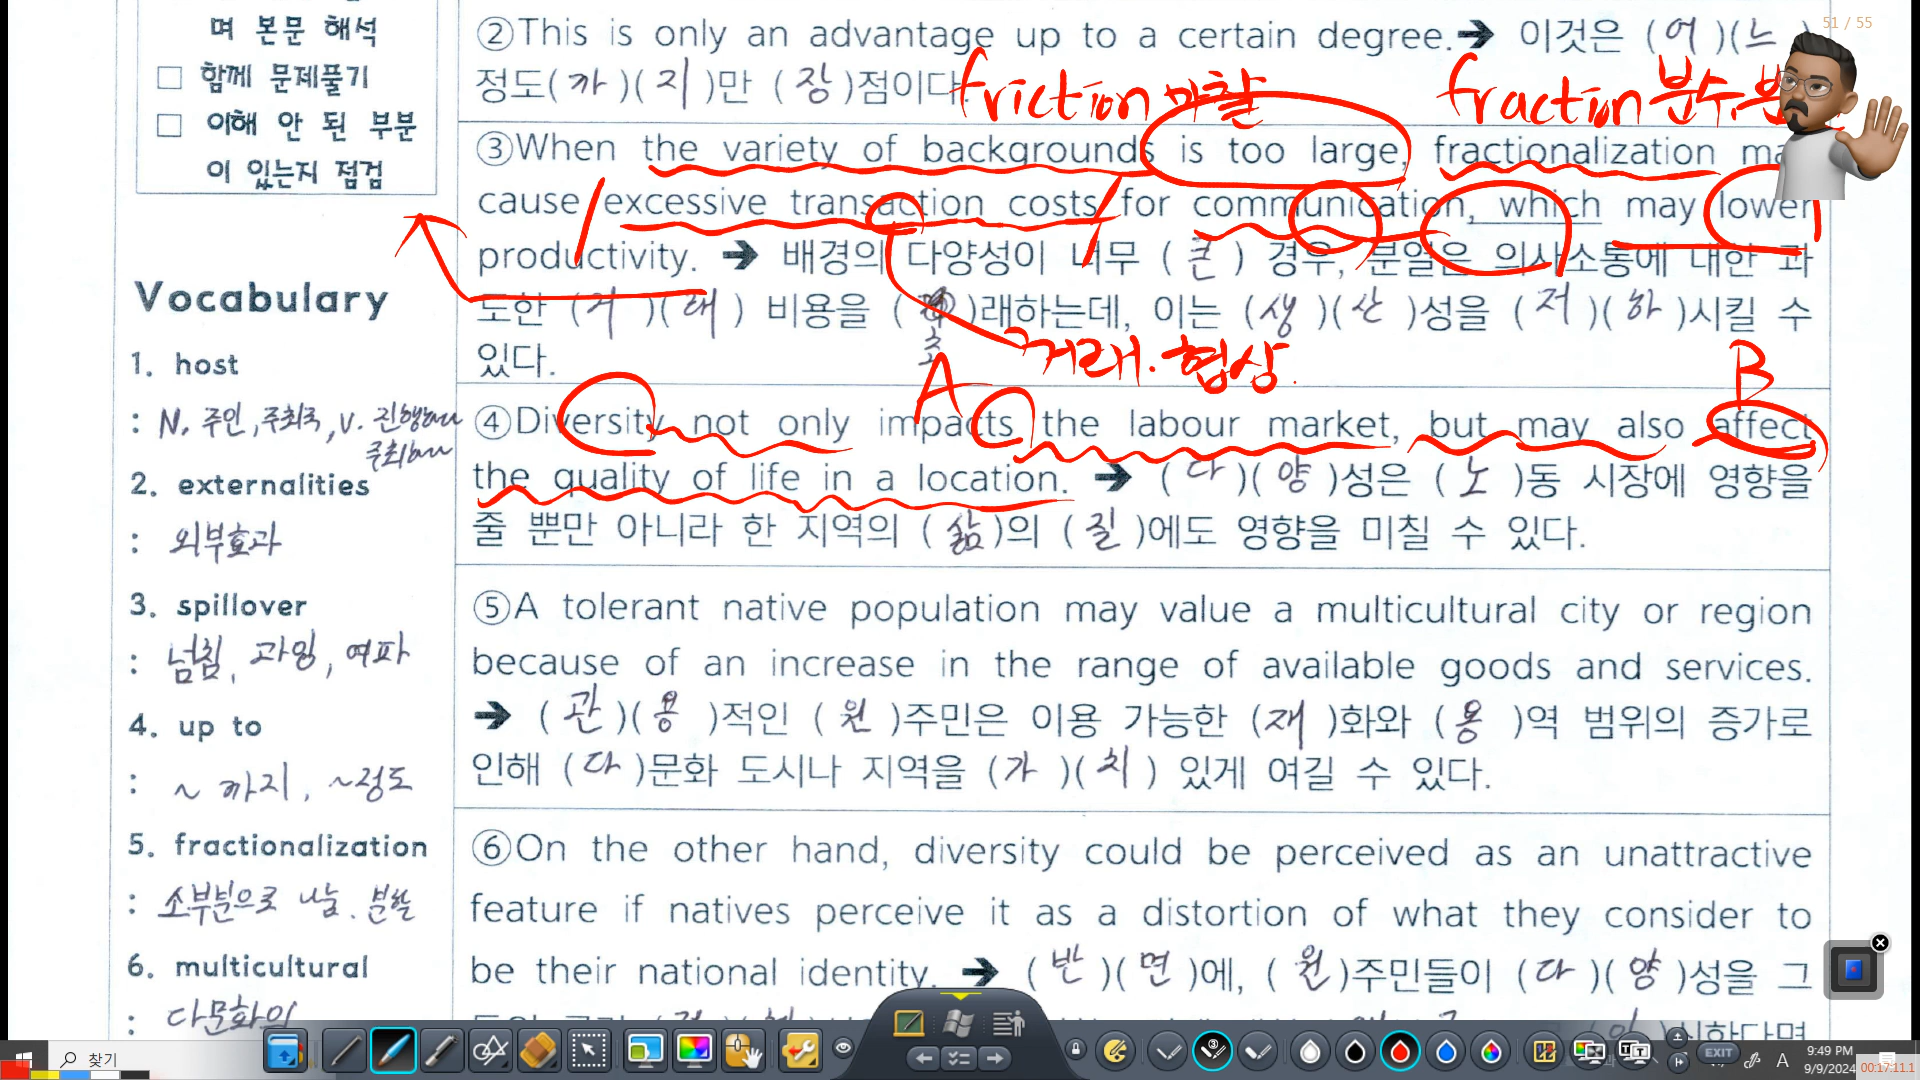 51 / 55
며 본문 해석
□ 함께 문제풀기
□ 이해 안 된 부분
이 있는지 점검
②This is only an advantage up to a certain degree.➔ 이것은 (어)(느)
정도(까)(지)만 (장)점이다.
friction 마찰
fraction 분수.
③When the variety of backgrounds is too large, fractionalization may
cause excessive transaction costs for communication, which may lower
productivity. ➔ 배경의 다양성이 너무 (큰) 경우, 분열은 의사소통에 대한 과
도한 (거)(래) 비용을 ( )래하는데, 이는 (생)(산)성을 (저)(하)시킬 수
있다.
초
거래.협상.
A
B
④Diversity not only impacts the labour market, but may also affect
the quality of life in a location. ➔ (다)(양)성은 (노)동 시장에 영향을
줄 뿐만 아니라 한 지역의 (삶)의 (질)에도 영향을 미칠 수 있다.
⑤A tolerant native population may value a multicultural city or region
because of an increase in the range of available goods and services.
➔ (관)(용)적인 (원)주민은 이용 가능한 (재)화와 (용)역 범위의 증가로
인해 (다)문화 도시나 지역을 (가)(치) 있게 여길 수 있다.
⑥On the other hand, diversity could be perceived as an unattractive
feature if natives perceive it as a distortion of what they consider to
be their national identity. ➔ (반)(면)에, (원)주민들이 (다)(양)성을 그
Vocabulary
1. host
: N. 주인,주최국, V. 진행하다
주최하다
2. externalities
: 외부효과
3. spillover
: 넘침, 과잉, 여파
4. up to
: ~ 까지, ~정도
5. fractionalization
: 소부분으로 나눔. 분할
6. multicultural
: 다문화의
찾기
EXIT
A
9:49 PM
9/9/2024
00:17:11.1